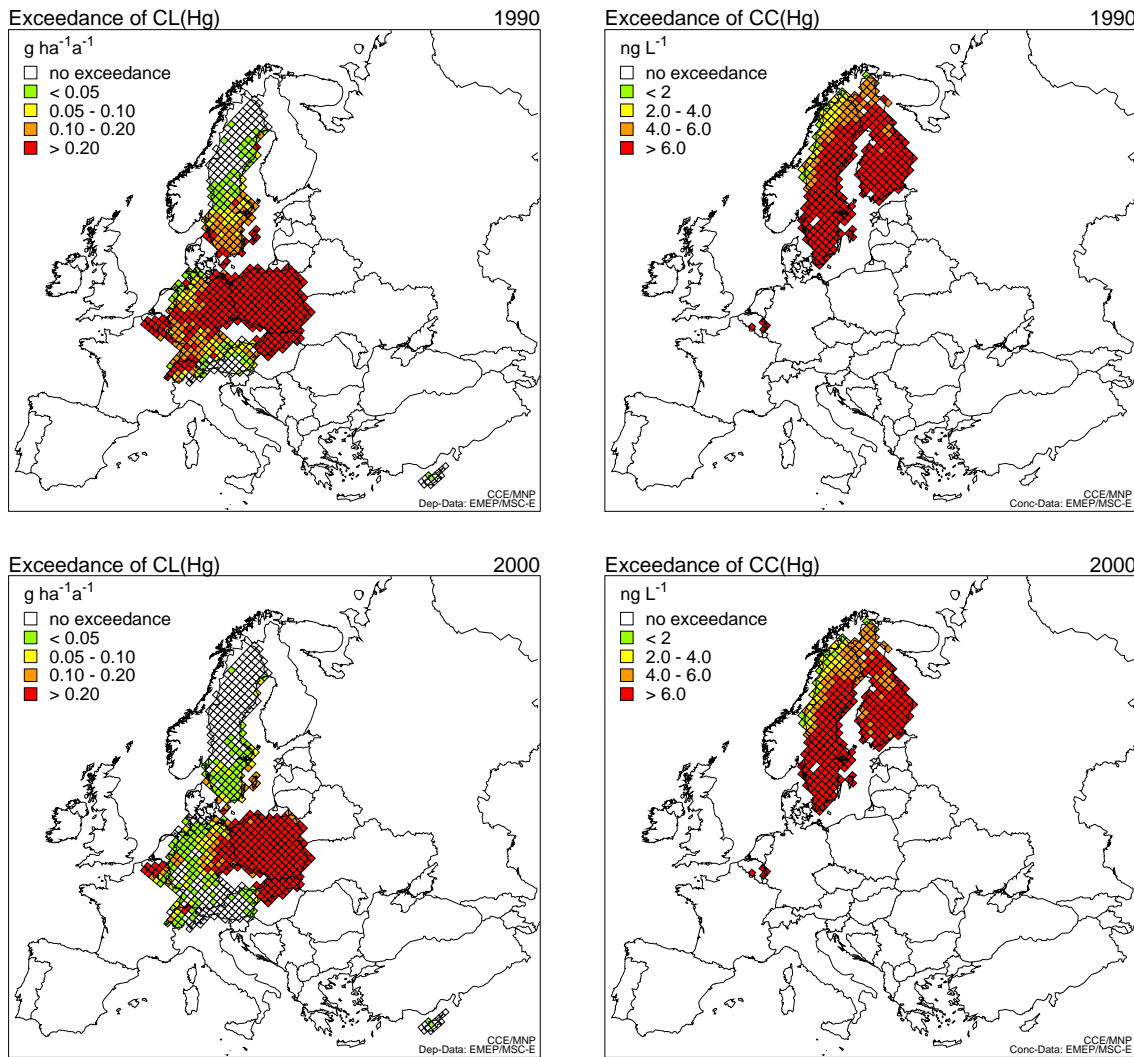 Exceedance of CL(Hg) 1990
g ha⁻¹a⁻¹
no exceedance
< 0.05
0.05 - 0.10
0.10 - 0.20
> 0.20
CCE/MNP
Dep-Data: EMEP/MSC-E
Exceedance of CC(Hg) 1990
ng L⁻¹
no exceedance
< 2
2.0 - 4.0
4.0 - 6.0
> 6.0
CCE/MNP
Conc-Data: EMEP/MSC-E
Exceedance of CL(Hg) 2000
g ha⁻¹a⁻¹
no exceedance
< 0.05
0.05 - 0.10
0.10 - 0.20
> 0.20
CCE/MNP
Dep-Data: EMEP/MSC-E
Exceedance of CC(Hg) 2000
ng L⁻¹
no exceedance
< 2
2.0 - 4.0
4.0 - 6.0
> 6.0
CCE/MNP
Conc-Data: EMEP/MSC-E